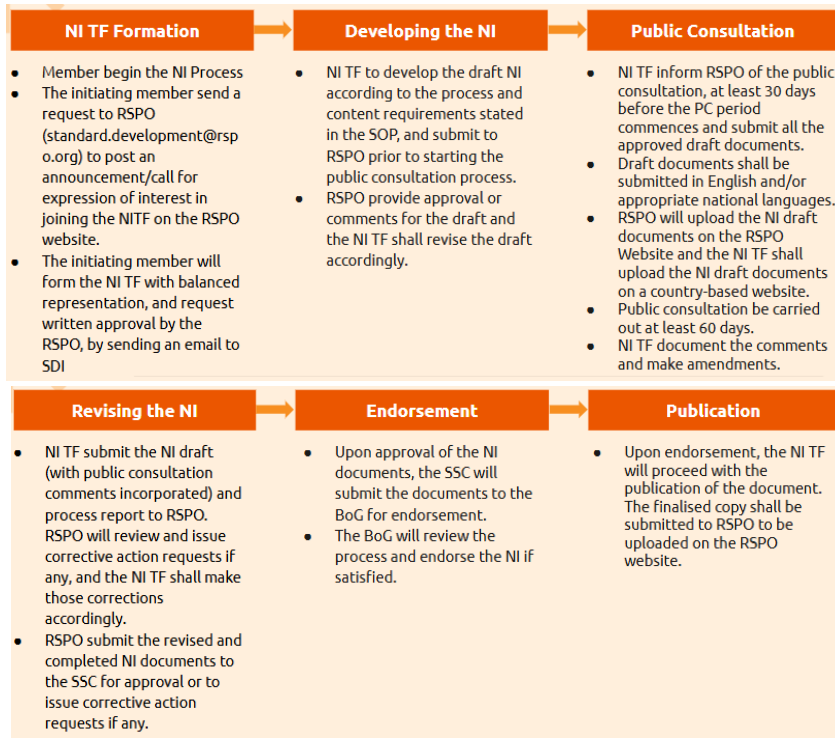 NI TF Formation
● Member begin the NI Process
● The initiating member send a
request to RSPO
(standard.development@rsp
o.org) to post an
announcement/call for
expression of interest in
joining the NITF on the RSPO
website.
● The initiating member will
form the NI TF with balanced
representation, and request
written approval by the
RSPO, by sending an email to
SDI
Developing the NI
● NI TF to develop the draft NI
according to the process and
content requirements stated
in the SOP, and submit to
RSPO prior to starting the
public consultation process.
● RSPO provide approval or
comments for the draft and
the NI TF shall revise the draft
accordingly.
Public Consultation
● NI TF inform RSPO of the public
consultation, at least 30 days
before the PC period
commences and submit all the
approved draft documents.
● Draft documents shall be
submitted in English and/or
appropriate national languages.
● RSPO will upload the NI draft
documents on the RSPO
Website and the NI TF shall
upload the NI draft documents
on a country-based website.
● Public consultation be carried
out at least 60 days.
● NI TF document the comments
and make amendments.
Revising the NI
● NI TF submit the NI draft
(with public consultation
comments incorporated) and
process report to RSPO.
RSPO will review and issue
corrective action requests if
any, and the NI TF shall make
those corrections
accordingly.
● RSPO submit the revised and
completed NI documents to
the SSC for approval or to
issue corrective action
requests if any.
Endorsement
● Upon approval of the NI
documents, the SSC will
submit the documents to the
BoG for endorsement.
● The BoG will review the
process and endorse the NI if
satisfied.
Publication
● Upon endorsement, the NI TF
will proceed with the
publication of the document.
The finalised copy shall be
submitted to RSPO to be
uploaded on the RSPO
website.